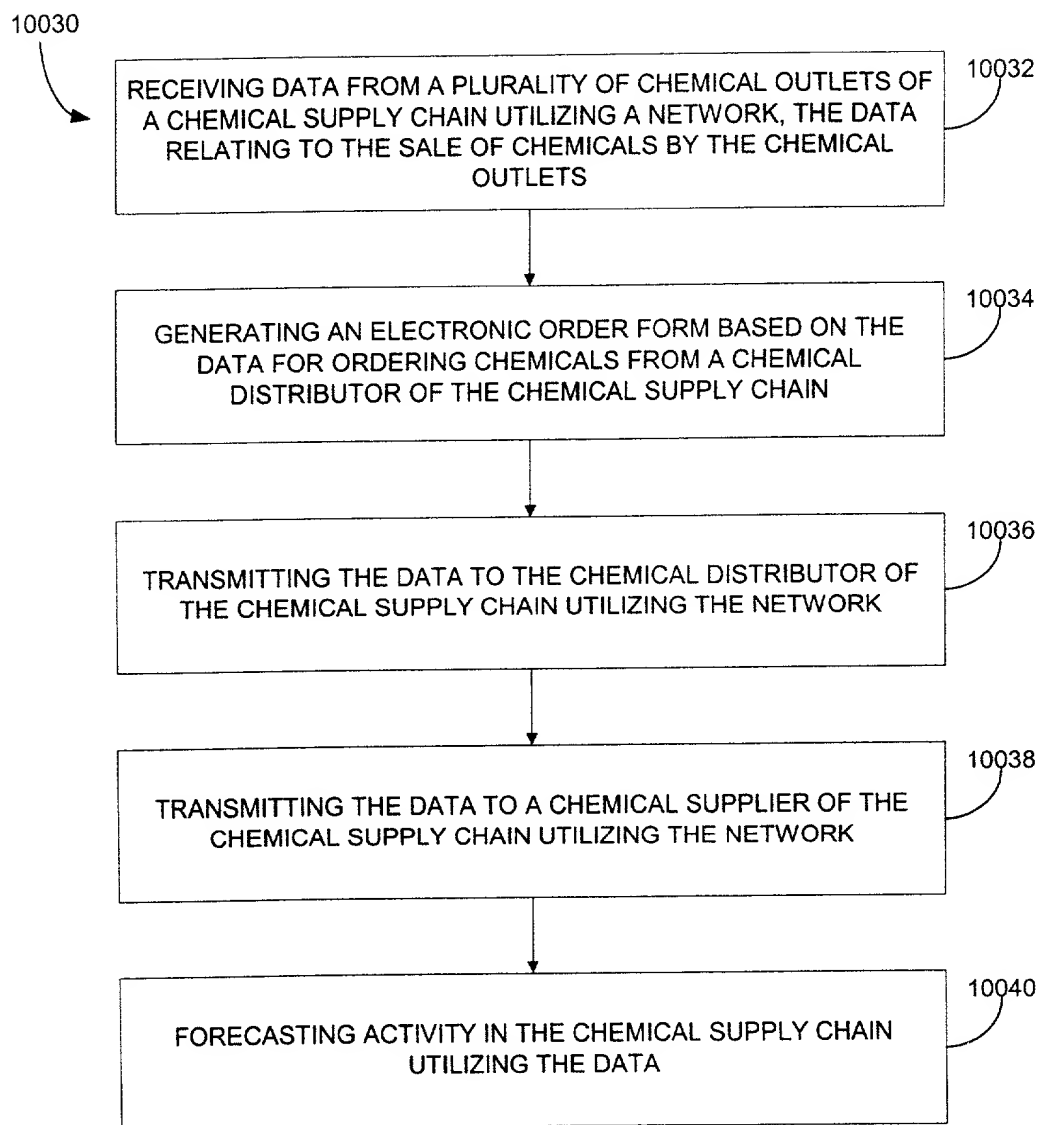 10030
10032
RECEIVING DATA FROM A PLURALITY OF CHEMICAL OUTLETS OF
A CHEMICAL SUPPLY CHAIN UTILIZING A NETWORK, THE DATA
RELATING TO THE SALE OF CHEMICALS BY THE CHEMICAL
OUTLETS
10034
GENERATING AN ELECTRONIC ORDER FORM BASED ON THE
DATA FOR ORDERING CHEMICALS FROM A CHEMICAL
DISTRIBUTOR OF THE CHEMICAL SUPPLY CHAIN
10036
TRANSMITTING THE DATA TO THE CHEMICAL DISTRIBUTOR OF
THE CHEMICAL SUPPLY CHAIN UTILIZING THE NETWORK
10038
TRANSMITTING THE DATA TO A CHEMICAL SUPPLIER OF THE
CHEMICAL SUPPLY CHAIN UTILIZING THE NETWORK
10040
FORECASTING ACTIVITY IN THE CHEMICAL SUPPLY CHAIN
UTILIZING THE DATA